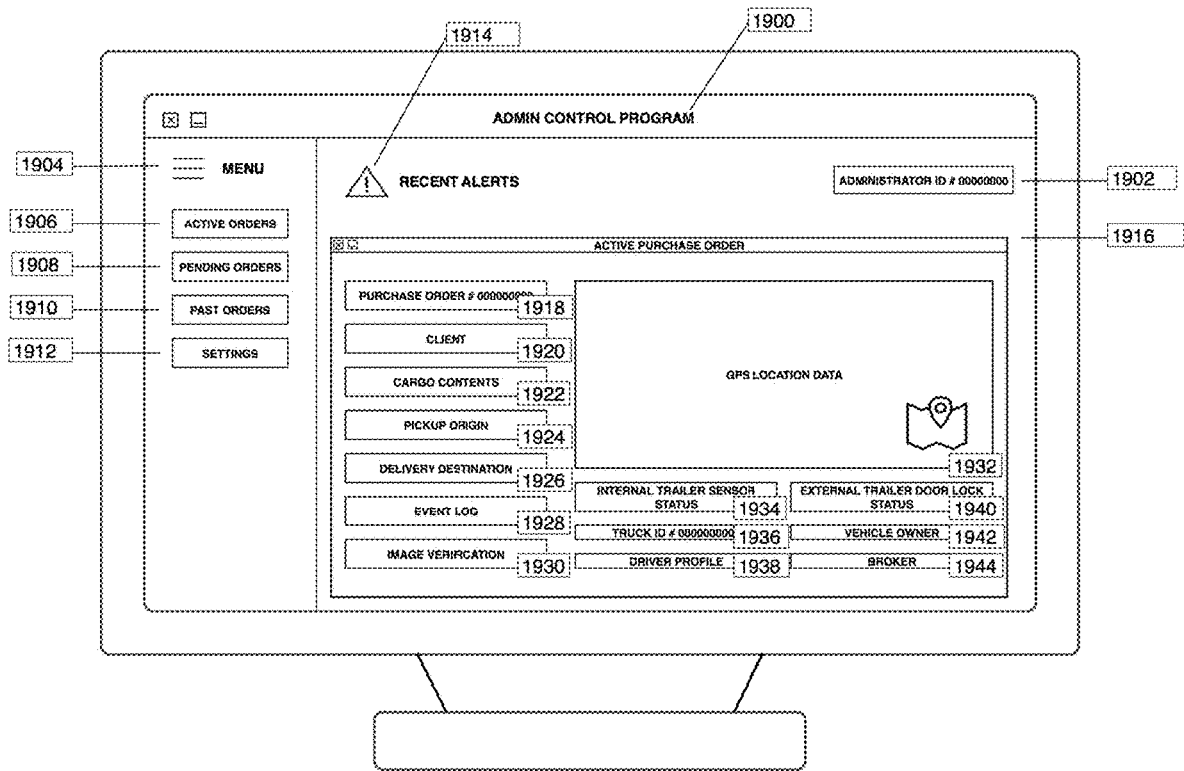 1900
1914
ADMIN CONTROL PROGRAM
1904
MENU
RECENT ALERTS
ADMINISTRATOR ID # 00000000
1902
1906
ACTIVE ORDERS
1916
ACTIVE PURCHASE ORDER
1908
PENDING ORDERS
1910
PAST ORDERS
1912
SETTINGS
PURCHASE ORDER # 000000000
1918
CLIENT
1920
CARGO CONTENTS
1922
PICKUP ORIGIN
1924
DELIVERY DESTINATION
1926
EVENT LOG
1928
IMAGE VERIFICATION
1930
GPS LOCATION DATA
1932
INTERNAL TRAILER SENSOR
STATUS
1934
EXTERNAL TRAILER DOOR LOCK
STATUS
1940
TRUCK ID # 000000000
1936
VEHICLE OWNER
1942
DRIVER PROFILE
1938
BROKER
1944